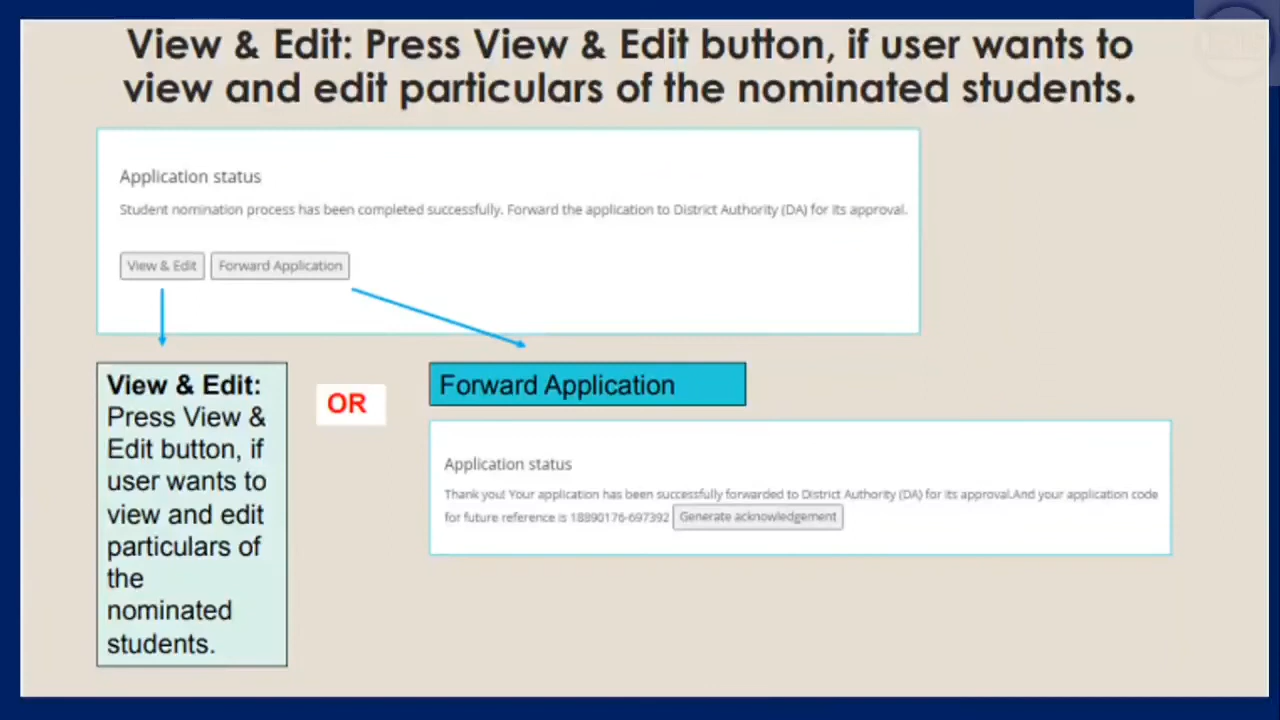 View & Edit: Press View & Edit button, if user wants to
view and edit particulars of the nominated students.
Application status
Student nomination process has been completed successfully. Forward the application to District Authority (DA) for its approval.
View & Edit Forward Application
View & Edit:
Press View &
Edit button, if
user wants to
view and edit
particulars of
the
nominated
students.
OR
Forward Application
Application status
Thank you! Your application has been successfully forwarded to District Authority (DA) for its approval.And your application code
for future reference is 18890176-697392 Generate acknowledgement